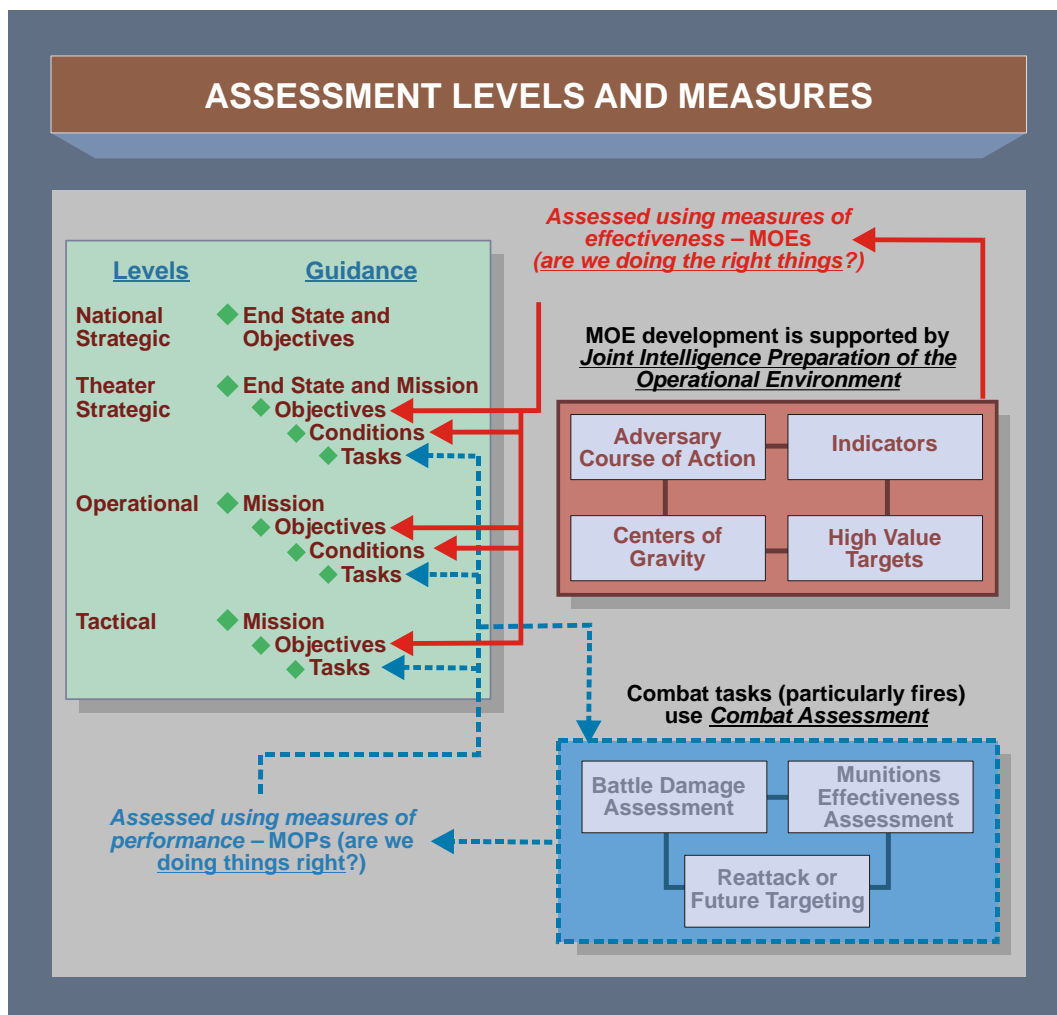 ASSESSMENT LEVELS AND MEASURES
Levels
Guidance
National
Strategic
End State and
Objectives
Theater
Strategic
End State and Mission
Objectives
Conditions
Tasks
Operational
Mission
Objectives
Conditions
Tasks
Tactical
Mission
Objectives
Tasks
Assessed using measures of
effectiveness – MOEs
(are we doing the right things?)
MOE development is supported by
Joint Intelligence Preparation of the
Operational Environment
Adversary
Course of Action
Indicators
Centers of
Gravity
High Value
Targets
Combat tasks (particularly fires)
use Combat Assessment
Battle Damage
Assessment
Munitions
Effectiveness
Assessment
Reattack or
Future Targeting
Assessed using measures of
performance – MOPs (are we
doing things right?)